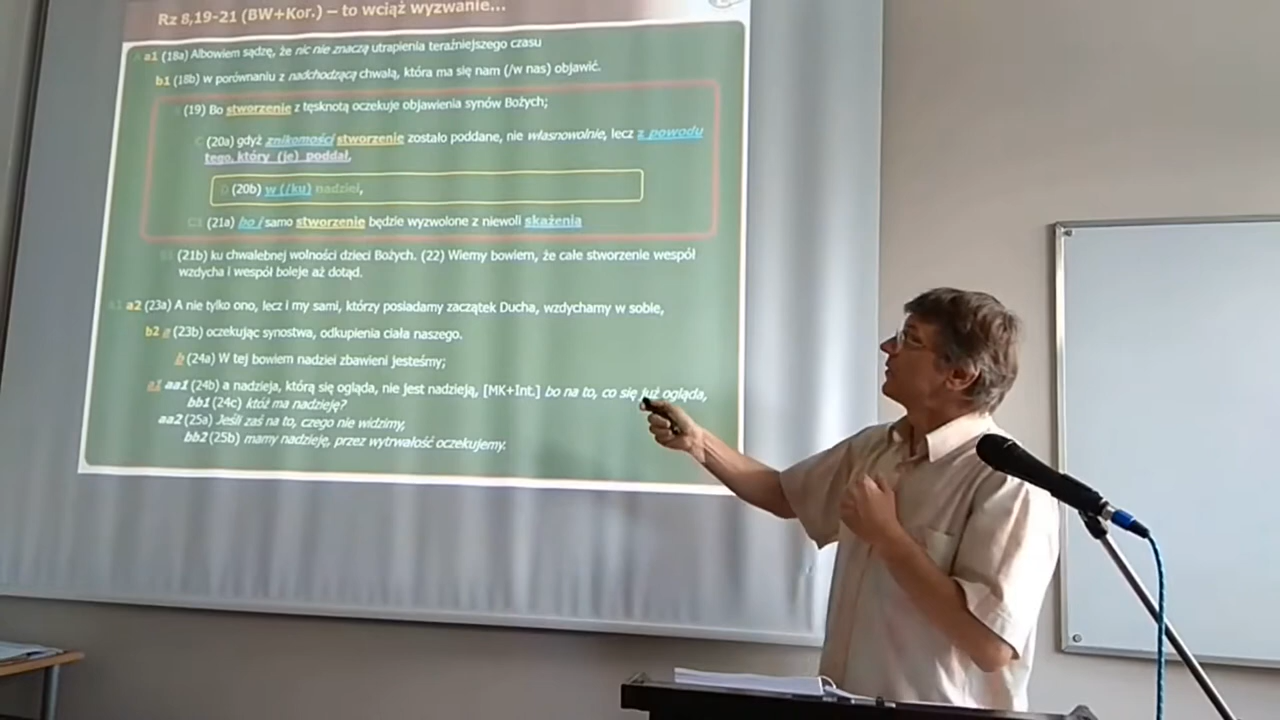 Rz 8,19-21 (BW+Kor.) – to wciąż wyzwanie...
a1 (18a) Albowiem sądzę, że nic nie znaczą utrapienia teraźniejszego czasu
b1 (18b) w porównaniu z nadchodzącą chwałą, która ma się nam (/w nas) objawić.
(19) Bo stworzenie z tęsknotą oczekuje objawienia synów Bożych;
C (20a) gdyż znikomości stworzenie zostało poddane, nie własnowolnie, lecz z powodu
tego, który (je) poddał,
D (20b) w (/ku) nadziei,
C1 (21a) bo i samo stworzenie będzie wyzwolone z niewoli skażenia
(21b) ku chwalebnej wolności dzieci Bożych. (22) Wiemy bowiem, że całe stworzenie wespół
wzdycha i wespół boleje aż dotąd.
a2 (23a) A nie tylko ono, lecz i my sami, którzy posiadamy zaczątek Ducha, wzdychamy w sobie,
b2 a (23b) oczekując synostwa, odkupienia ciała naszego.
b (24a) W tej bowiem nadziei zbawieni jesteśmy;
a1 aa1 (24b) a nadzieja, którą się ogląda, nie jest nadzieją, [MK+Int.] bo na to, co się już ogląda,
bb1 (24c) któż ma nadzieję?
aa2 (25a) Jeśli zaś na to, czego nie widzimy,
bb2 (25b) mamy nadzieję, przez wytrwałość oczekujemy.